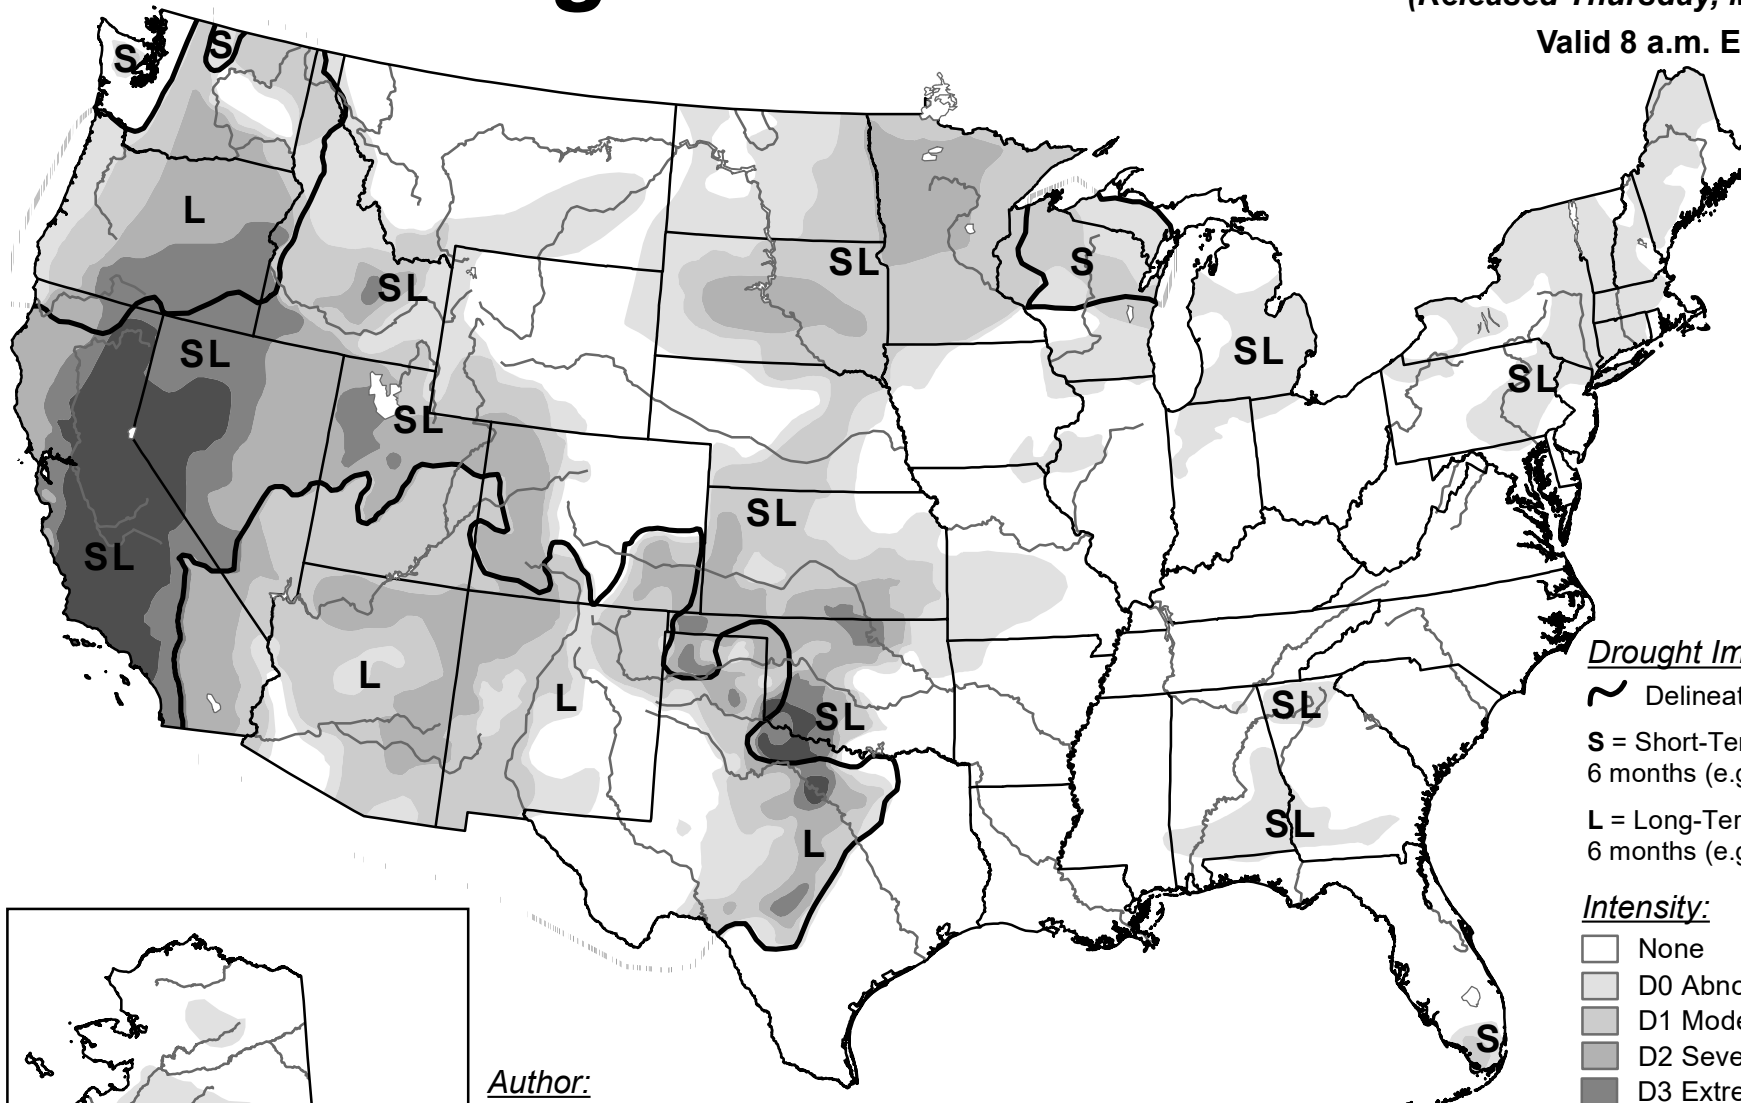 Valid 8 a.m. E
S
S
L
SL
SL
S
SL
SL
SL
SL
SL
SL
L
L
SL
SL
L
SL
S
Drought Im
Delineat
S = Short-Ter
6 months (e.g
L = Long-Ter
6 months (e.g
Intensity:
None
D0 Abno
D1 Mode
D2 Seve
D3 Extre
Author: